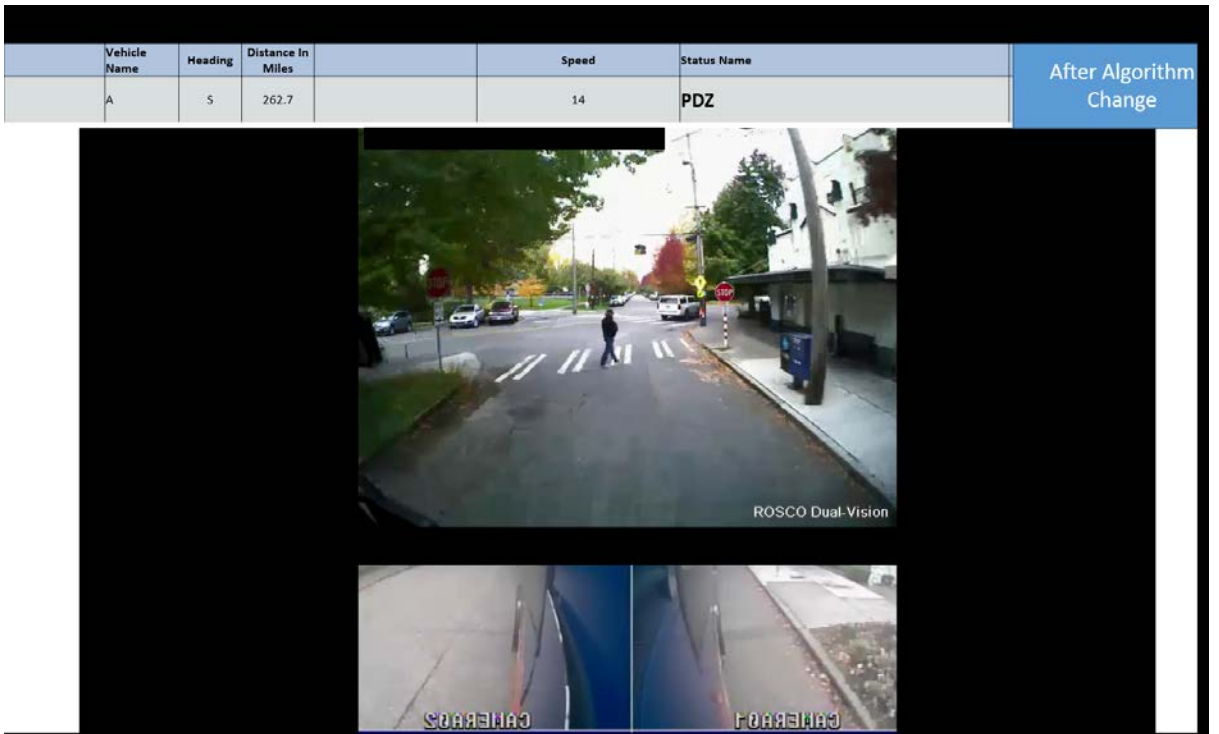 Vehicle Name
Heading
Distance In Miles
Speed
Status Name
After Algorithm Change
A
S
262.7
14
PDZ
STOP
STOP
ROSCO Dual-Vision
CAMERA02
CAMERA01